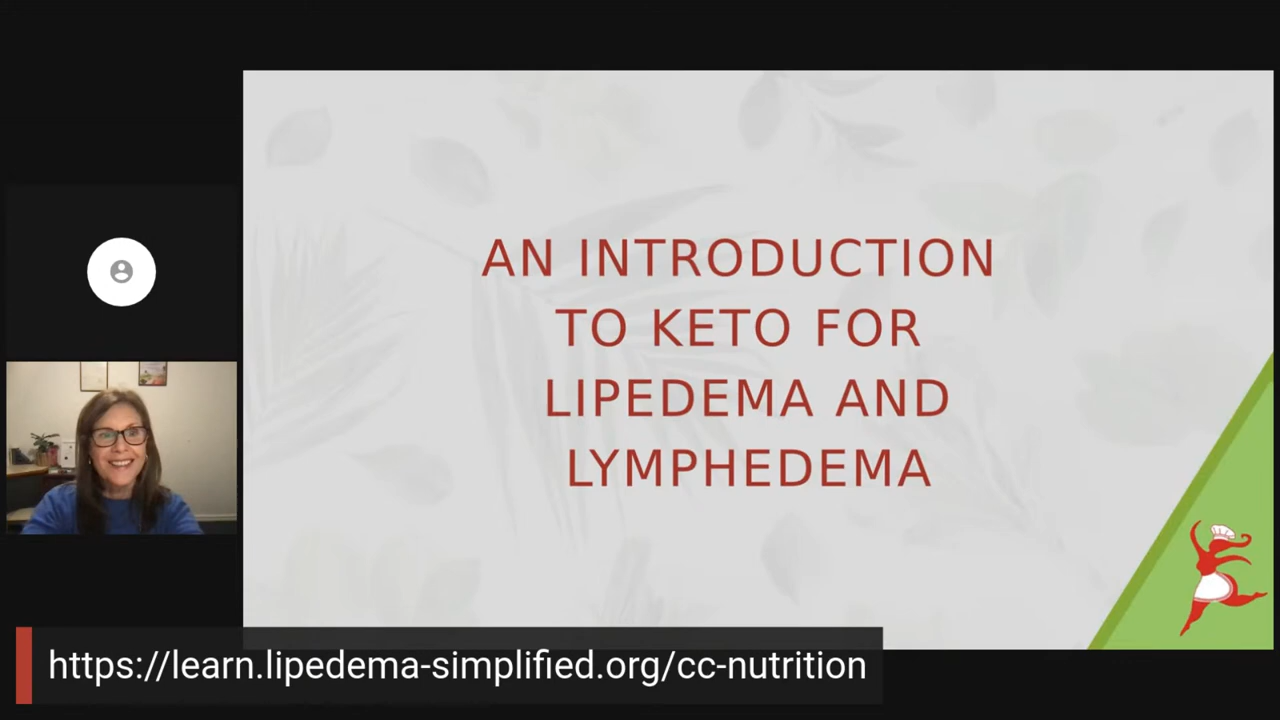 AN INTRODUCTION
TO KETO FOR
LIPEDEMA AND
LYMPHEDEMA
https://learn.lipedema-simplified.org/cc-nutrition